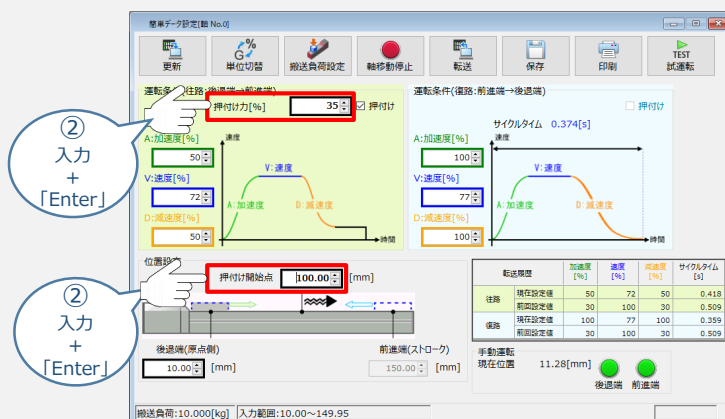 簡単データ設定[軸 No.0]
更新
単位切替
搬送負荷設定
軸移動停止
転送
保存
印刷
TEST
試運転
運転条件(往路:後退端→前進端)
押付け力[%] 35 押付け
A:加速度[%]
50
V:速度[%]
72
D:減速度[%]
50
速度
V:速度
A:加速度
D:減速度
時間
運転条件(復路:前進端→後退端)
押付け
サイクルタイム 0.374[s]
A:加速度[%]
100
V:速度[%]
77
D:減速度[%]
100
速度
V:速度
A:加速度
D:減速度
時間
②
入力
+
「Enter」
位置設定
押付け開始点 100.00 [mm]
②
入力
+
「Enter」
後退端(原点側)
10.00 [mm]
前進端(ストローク)
150.00 [mm]
転送履歴 加速度[%] 速度[%] 減速度[%] サイクルタイム[s]
往路 現在設定値 50 72 50 0.418
前回設定値 30 100 30 0.509
復路 現在設定値 100 77 100 0.359
前回設定値 30 100 30 0.509
手動運転
現在位置 11.28[mm]
後退端 前進端
搬送負荷:10.000[kg] 入力範囲:10.00～149.95